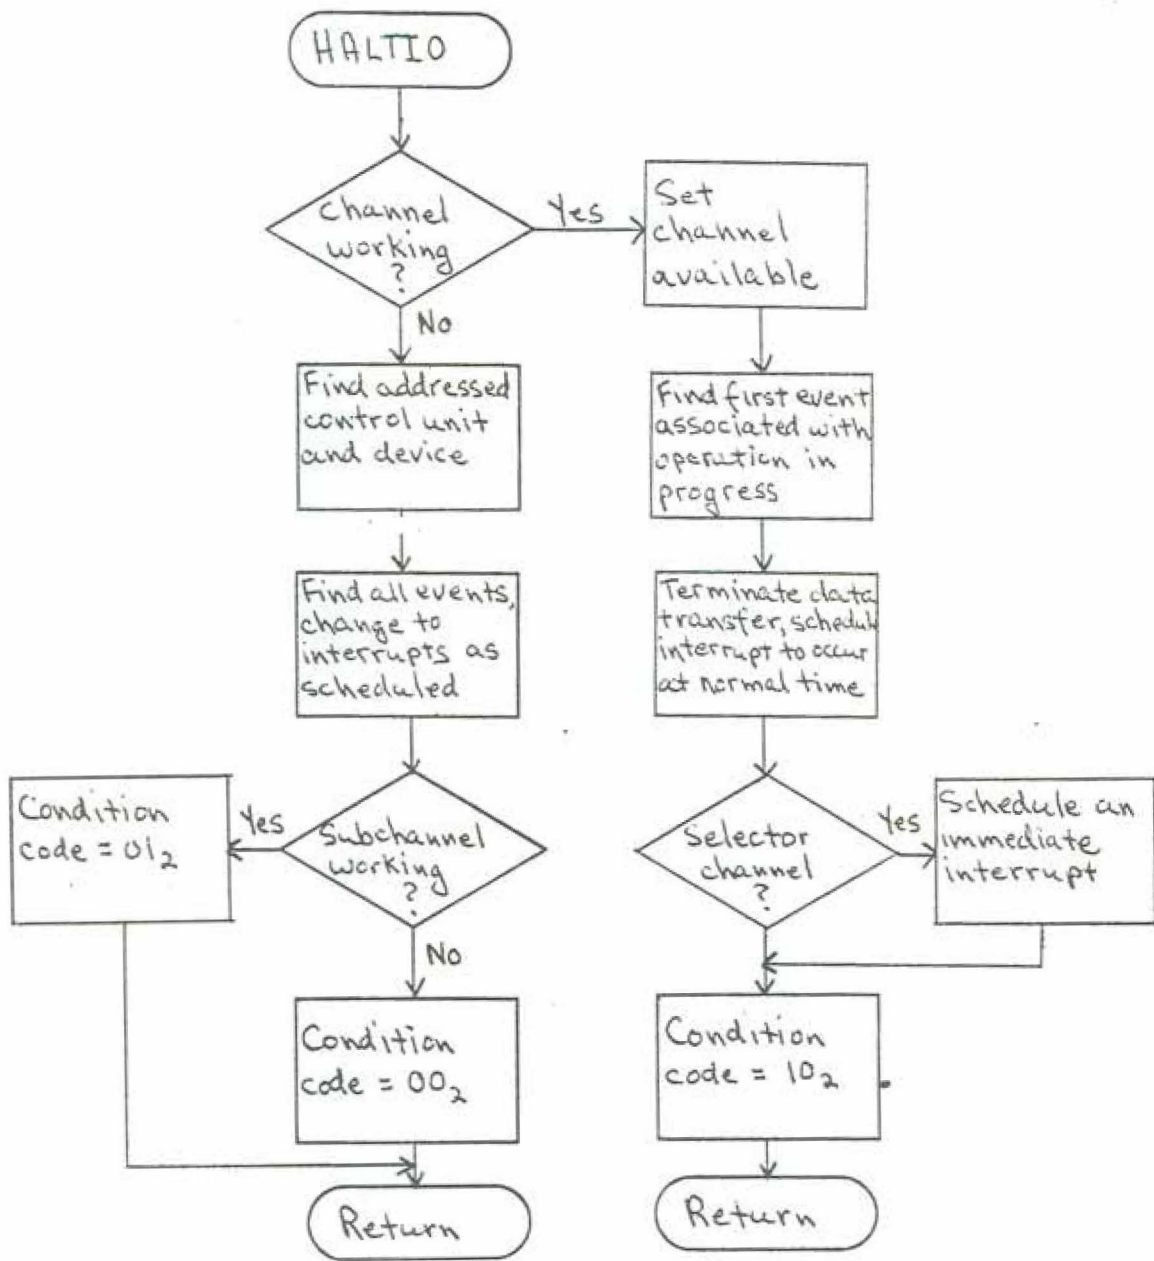 HALTIO
Channel
working
?
Yes
Set
channel
available
No
Find addressed
control unit
and device
Find first event
associated with
operation in
progress
Find all events,
change to
interrupts as
scheduled
Terminate data
transfer, schedule
interrupt to occur
at normal time
Condition
code = 01₂
Yes
Subchannel
working
?
Selector
channel
?
Yes
Schedule an
immediate
interrupt
No
Condition
code = 00₂
Condition
code = 10₂
Return
Return